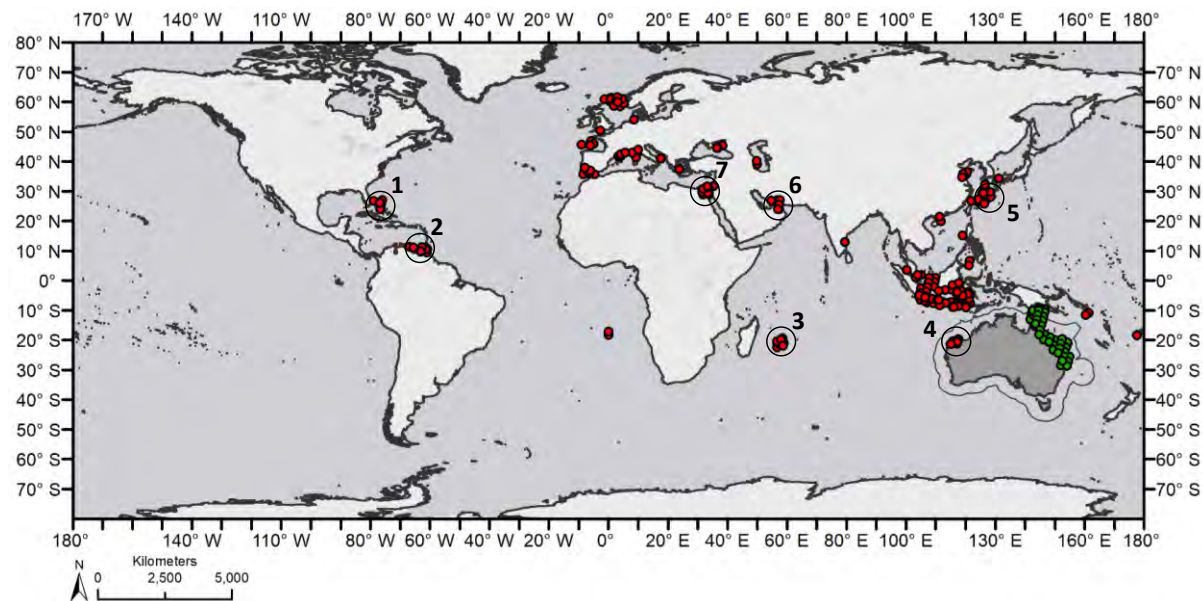 170° W 140° W 110° W 80° W 60° W 40° W 20° W 0° 20° E 40° E 60° E 80° E 100° E 130° E 160° E 180°
80° N
70° N 70° N
60° N 60° N
50° N 50° N
40° N 40° N
30° N 30° N
20° N 20° N
10° N 10° N
0° 0°
10° S 10° S
20° S 20° S
30° S 30° S
40° S 40° S
50° S 50° S
60° S 60° S
70° S 70° S
1
2
3
4
5
6
7
180° 160° W 140° W 120° W 100° W 80° W 60° W 40° W 20° W 0° 20° E 40° E 60° E 80° E 100° E 130° E 160° E 180°
N
Kilometers
0 2,500 5,000